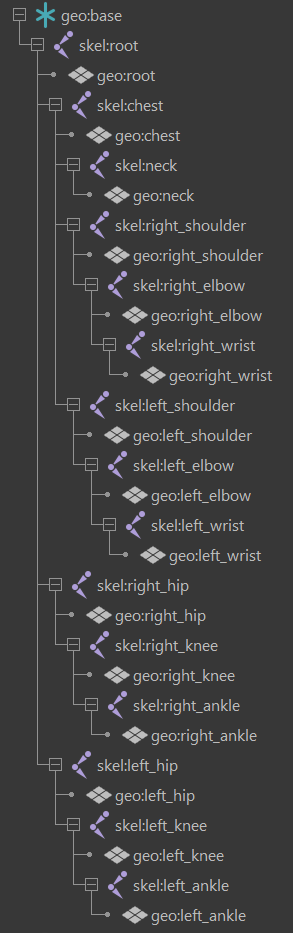 geo:base
skel:root
geo:root
skel:chest
geo:chest
skel:neck
geo:neck
skel:right_shoulder
geo:right_shoulder
skel:right_elbow
geo:right_elbow
skel:right_wrist
geo:right_wrist
skel:left_shoulder
geo:left_shoulder
skel:left_elbow
geo:left_elbow
skel:left_wrist
geo:left_wrist
skel:right_hip
geo:right_hip
skel:right_knee
geo:right_knee
skel:right_ankle
geo:right_ankle
skel:left_hip
geo:left_hip
skel:left_knee
geo:left_knee
skel:left_ankle
geo:left_ankle